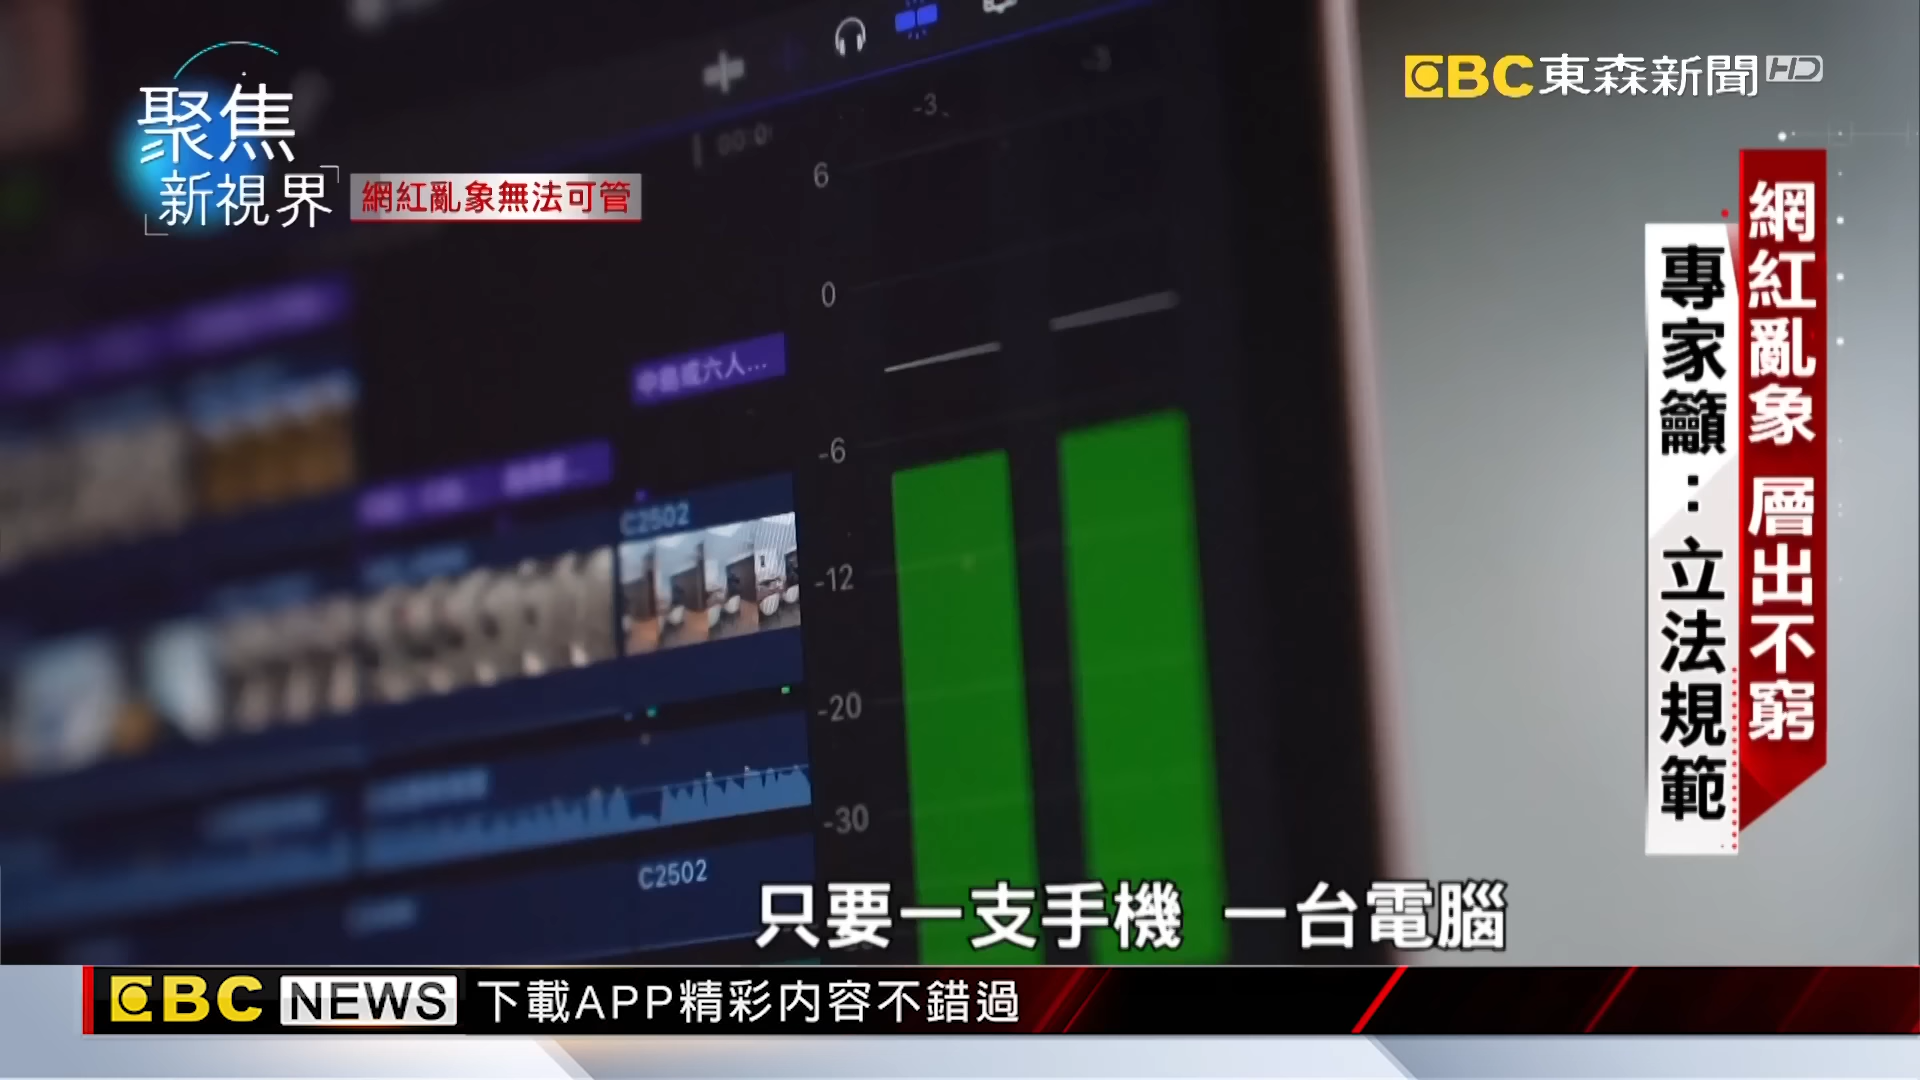 聚焦
新視界
網紅亂象無法可管
EBC東森新聞HD
網紅亂象 層出不窮
專家籲：立法規範
-3
-3
00:0
6
0
-6
-12
-20
-30
C2502
C2502
只要一支手機 一台電腦
EBC NEWS 下載APP精彩內容不錯過